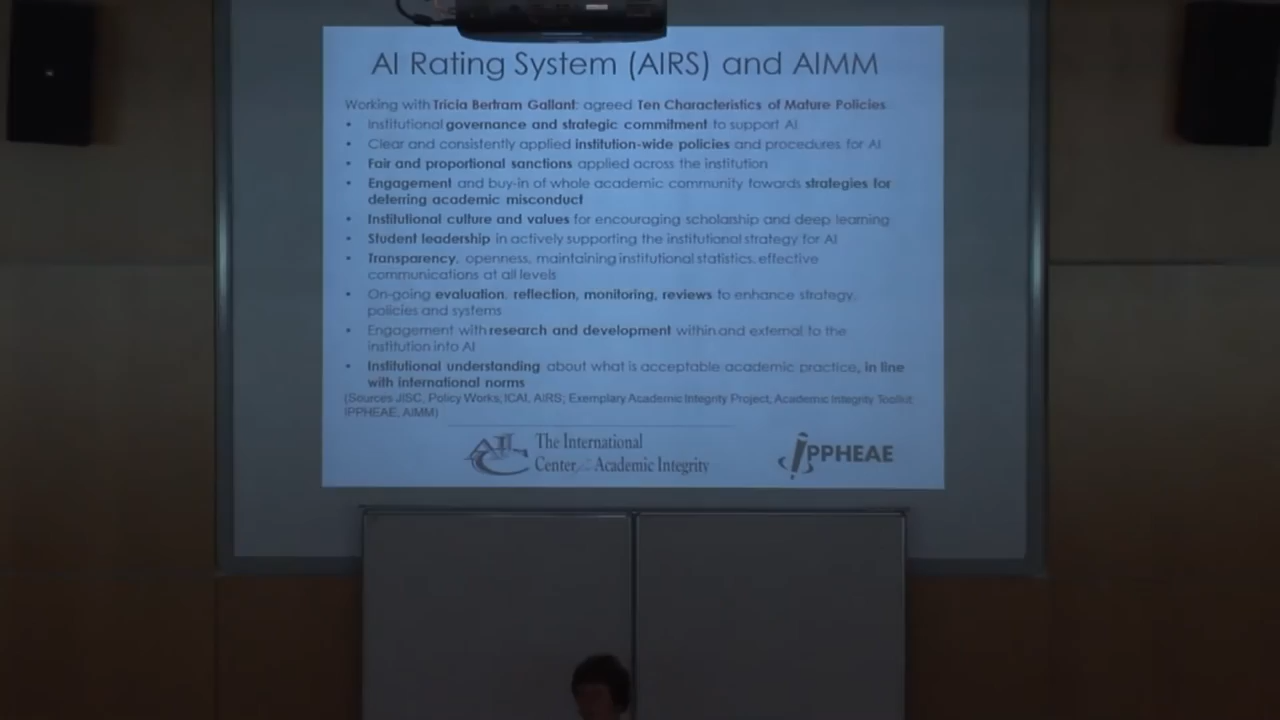 AI Rating System (AIRS) and AIMM
Working with Tricia Bertram Gallant: agreed Ten Characteristics of Mature Policies
• Institutional governance and strategic commitment to support AI
• Clear and consistently applied institution-wide policies and procedures for AI
• Fair and proportional sanctions applied across the institution
• Engagement and buy-in of whole academic community towards strategies for
deterring academic misconduct
• Institutional culture and values for encouraging scholarship and deep learning
• Student leadership in actively supporting the institutional strategy for AI
• Transparency, openness, maintaining institutional statistics, effective
communications at all levels
• On-going evaluation, reflection, monitoring, reviews to enhance strategy,
policies and systems
• Engagement with research and development within and external to the
institution into AI
• Institutional understanding about what is acceptable academic practice, in line
with international norms
(Sources JISC, Policy Works; ICAI, AIRS; Exemplary Academic Integrity Project, Academic Integrity Toolkit;
IPPHEAE, AIMM)
The International
Center for Academic Integrity
IPPHEAE